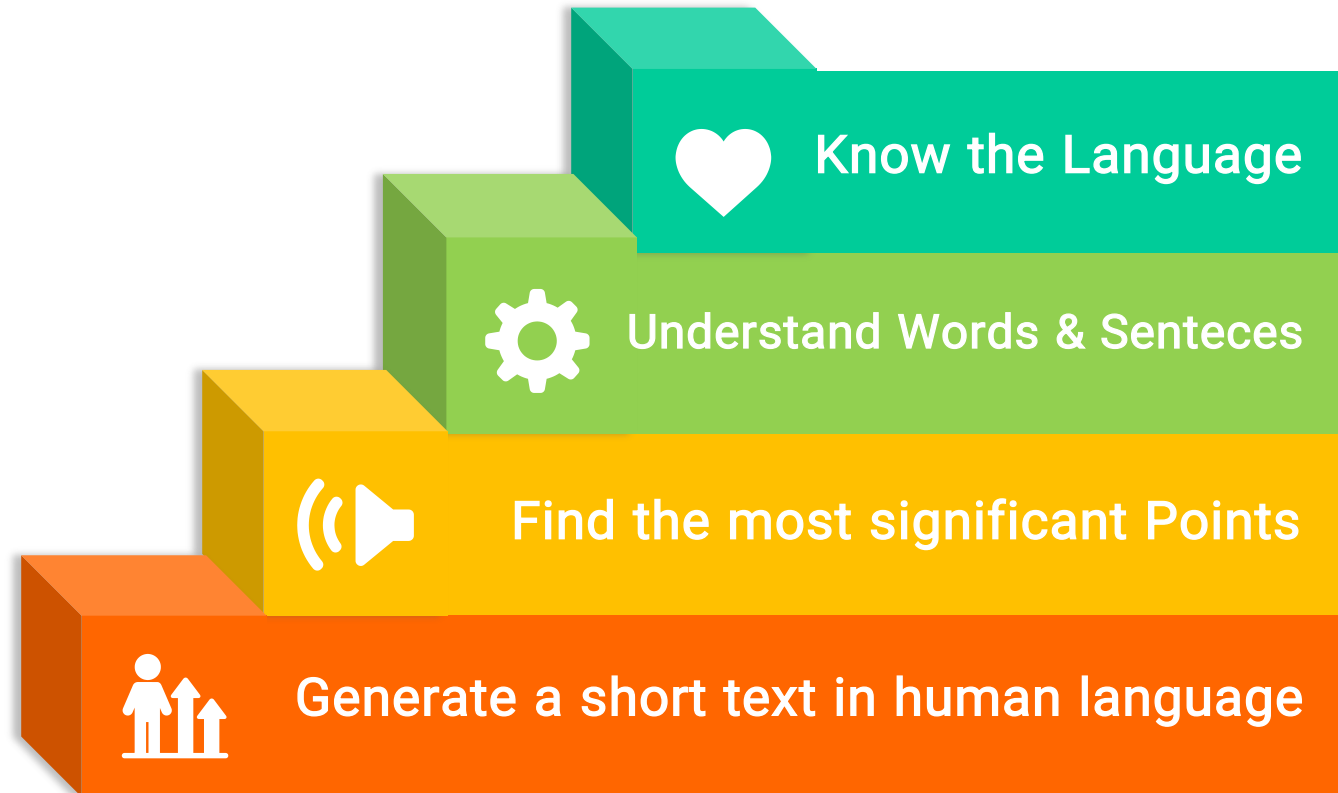 Know the Language
Understand Words & Senteces
Find the most significant Points
Generate a short text in human language